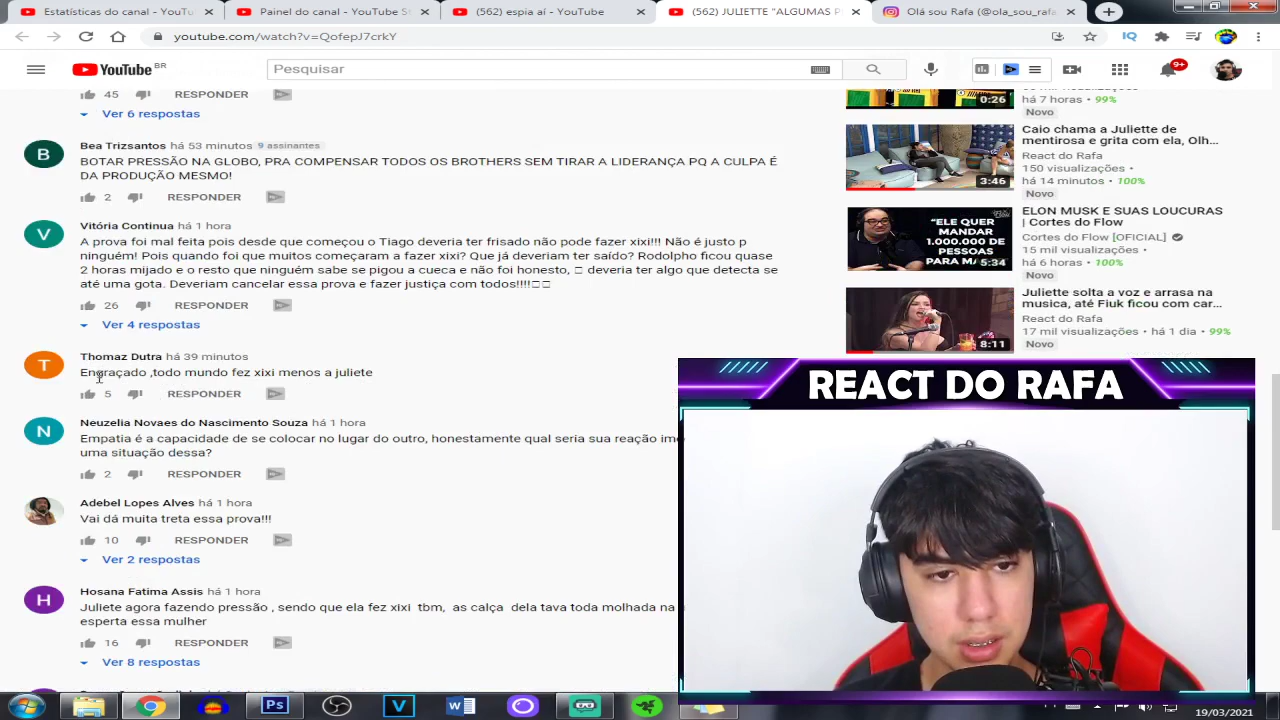 Estatísticas do canal - YouTu
Painel do canal - YouTube S
(562)
YouTube
(562) JULIETTE "ALGUMAS P
Olá sou Rafa (@ola_sou_rafa
youtube.com/watch?v=QofepJ7crkY
IQ
YouTube BR
Pesquisar
9+
45 RESPONDER
Ver 6 respostas
B
Bea Trizsantos há 53 minutos 9 assinantes
BOTAR PRESSÃO NA GLOBO, PRA COMPENSAR TODOS OS BROTHERS SEM TIRAR A LIDERANÇA PQ A CULPA É
DA PRODUÇÃO MESMO!
2 RESPONDER
V
Vitória Continua há 1 hora
A prova foi mal feita pois desde que começou o Tiago deveria ter frisado não pode fazer xixi!!! Não é justo p
ninguém! Pois quando foi que muitos começaram a fazer xixi? Que já deveriam ter saído? Rodolpho ficou quase
2 horas mijado e o resto que ninguém sabe se por a cueca e no foi honesto,
deveria ter algo que detecta se
até uma gota. Deveriam cancelar essa prova e fazer justiça com todos!!!!
26 RESPONDER
Ver 4 respostas
T
Thomaz Dutra há 39 minutos
Engraçado ,todo mundo fez xixi menos a juliete
5 RESPONDER
N
Neuzelia Novaes do Nascimento Souza há 1 hora
Empatia é a capacidade de se colocar no lugar do outro, honestamente qual seria sua reação ime
uma situação dessa?
2 RESPONDER
Adebel Lopes Alves há 1 hora
Vai dá muita treta essa prova!!!
10 RESPONDER
Ver 2 respostas
H
Hosana Fatima Assis há 1 hora
Juliete agora fazendo pressão , sendo que ela fez xixi tbm, as calça dela tava toda molhada na
esperta essa mulher
16 RESPONDER
Ver 8 respostas
0:26
há 7 horas • 99%
Novo
3:46
Caio chama a Juliette de
mentirosa e grita com ela, Olh...
React do Rafa
150 visualizações •
há 14 minutos • 100%
Novo
"ELE QUER
MANDAR
1.000.000 DE
PESSOAS
PARA MA
5:34
ELON MUSK E SUAS LOUCURAS
| Cortes do Flow
Cortes do Flow [OFICIAL]
15 mil visualizações •
há 6 horas • 100%
Novo
8:11
Juliette solta a voz e arrasa na
musica, até Fiuk ficou com car...
React do Rafa
17 mil visualizações • há 1 dia • 99%
Novo
REACT DO RAFA
Ps
V
W
19/03/2021